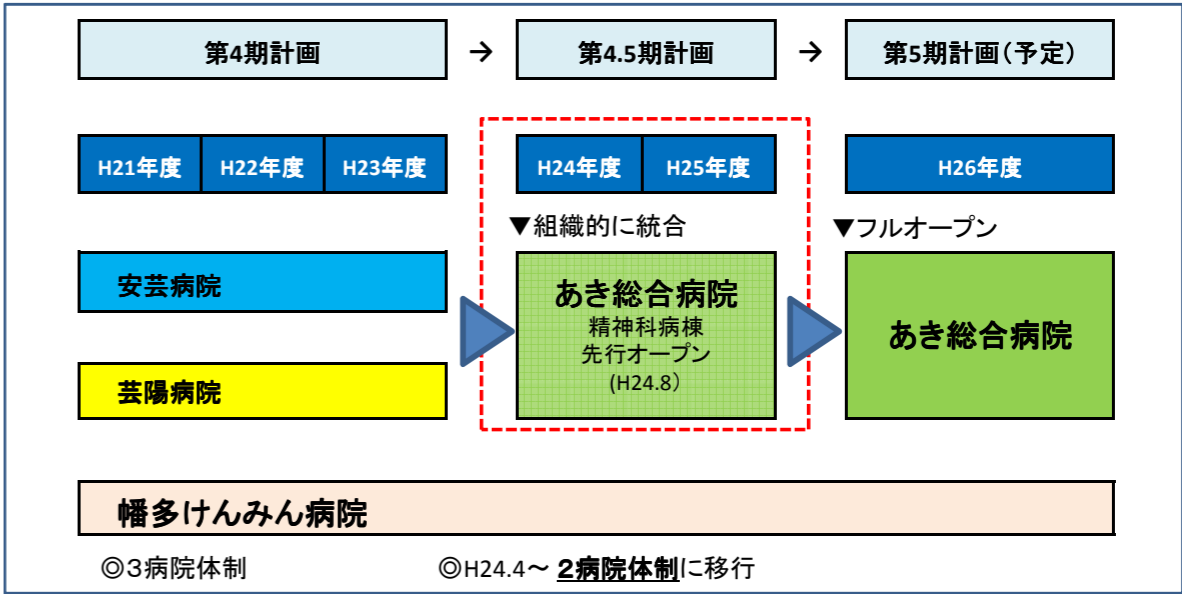 第4期計画 → 第4.5期計画 → 第5期計画(予定)
H21年度 H22年度 H23年度 H24年度 H25年度 H26年度
▼組織的に統合 ▼フルオープン
安芸病院
芸陽病院
あき総合病院
精神科病棟
先行オープン
(H24.8)
あき総合病院
幡多けんみん病院
◎3病院体制 ◎H24.4～ 2病院体制に移行